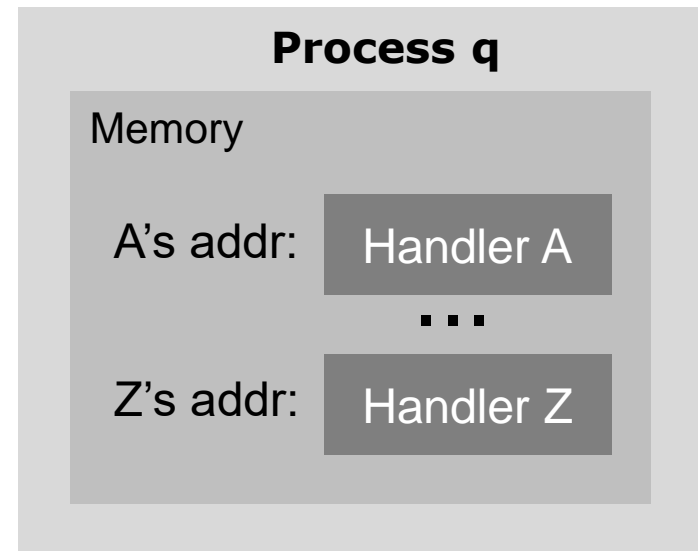 Process q
Memory
A’s addr: Handler A
...
Z’s addr: Handler Z